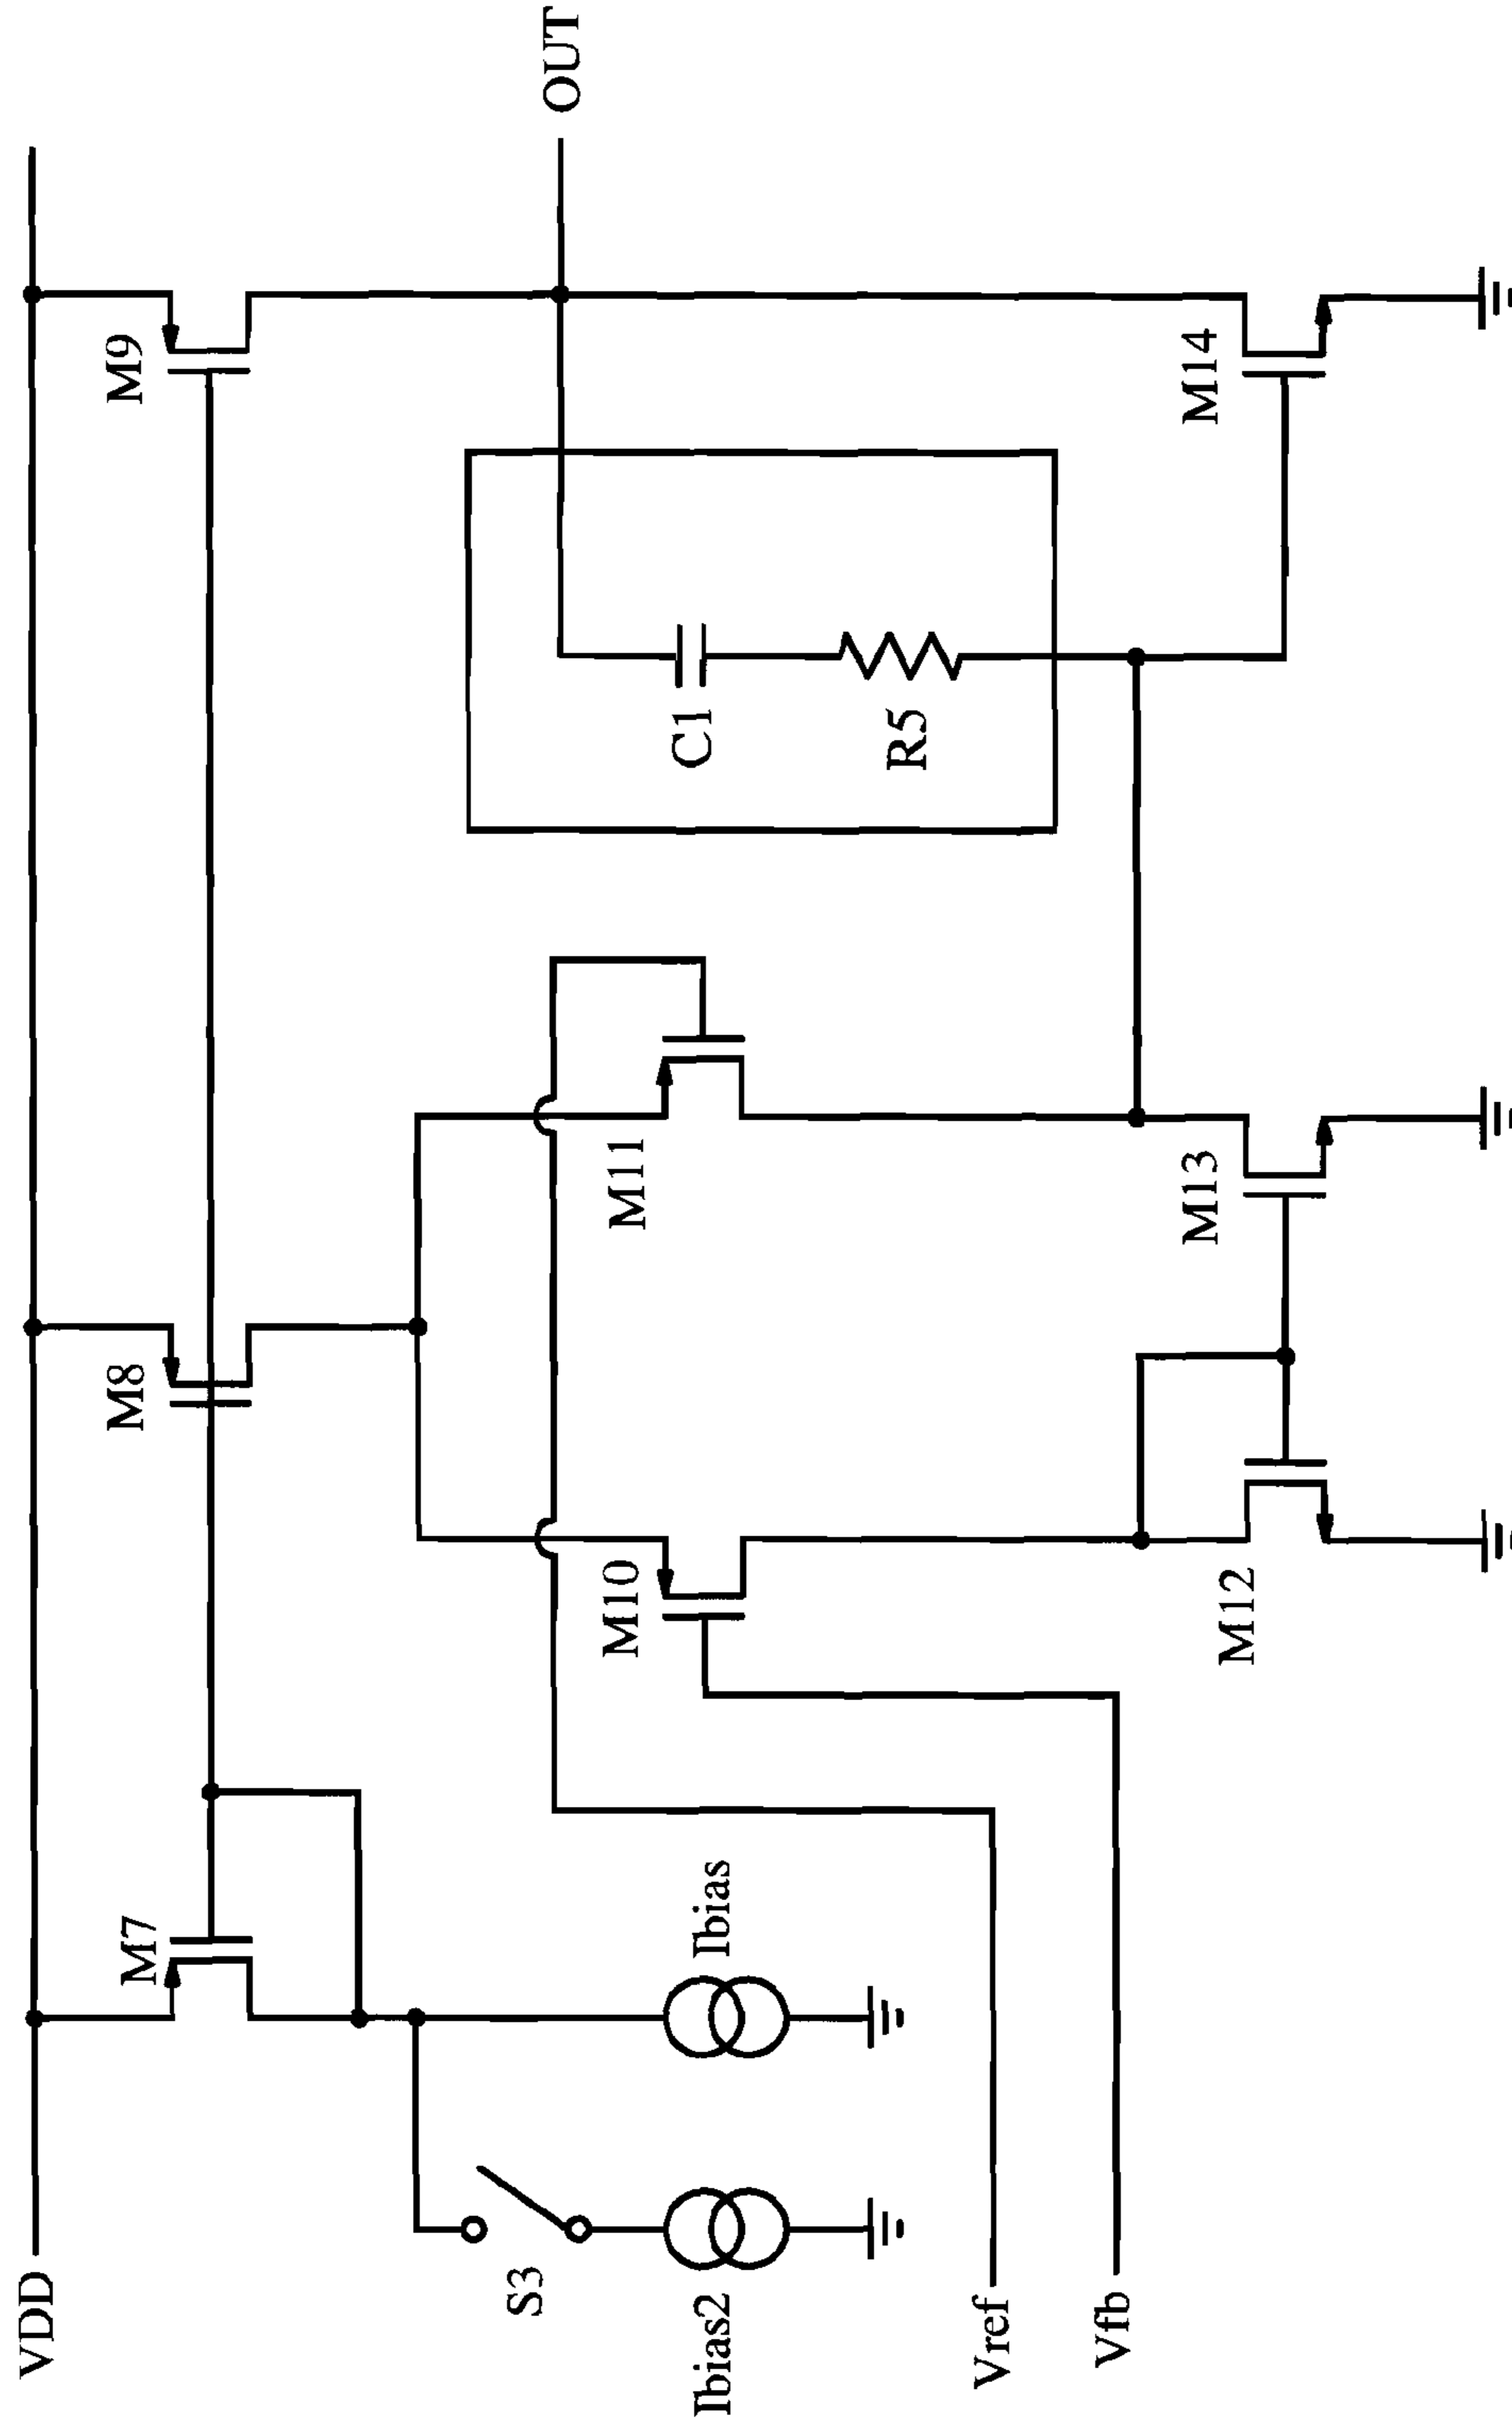 VDD
M7
M8
M9
OUT
S3
Ibias2
Ibias
M10
M11
C1
R5
Vref
Vfb
M12
M13
M14